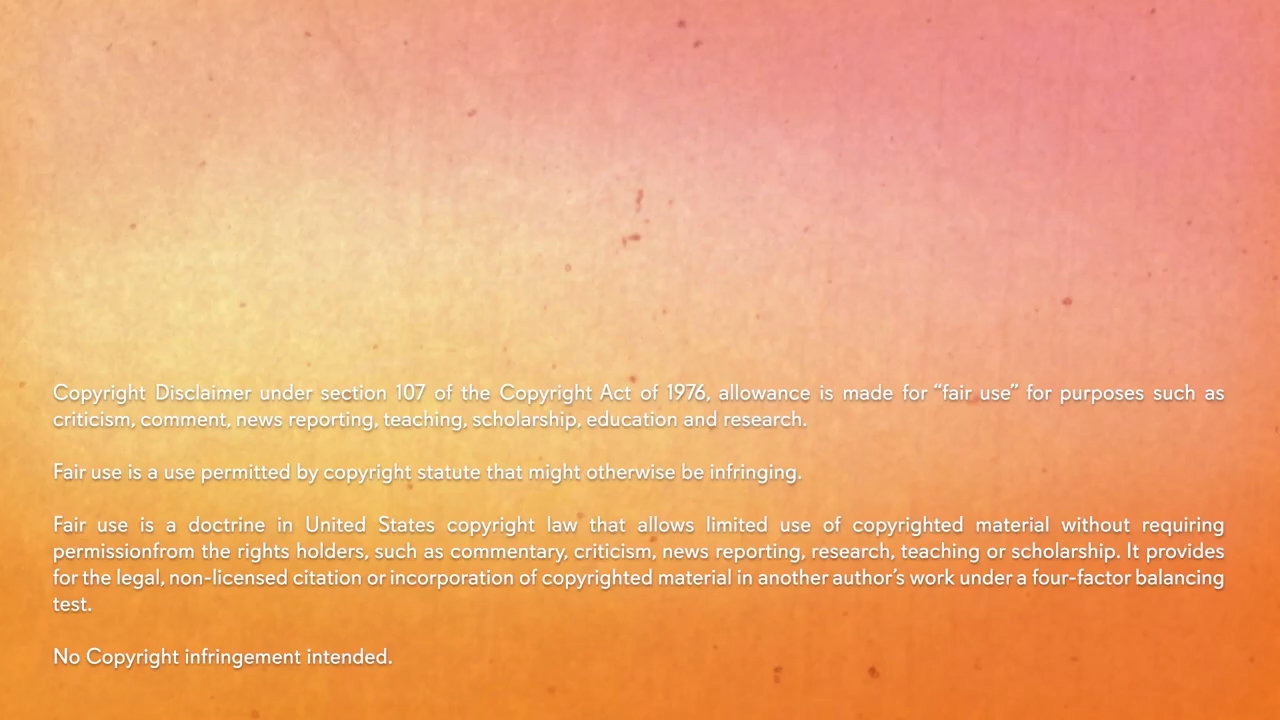 Copyright Disclaimer under section 107 of the Copyright Act of 1976, allowance is made for “fair use” for purposes such as
criticism, comment, news reporting, teaching, scholarship, education and research.
Fair use is a use permitted by copyright statute that might otherwise be infringing.
Fair use is a doctrine in United States copyright law that allows limited use of copyrighted material without requiring
permissionfrom the rights holders, such as commentary, criticism, news reporting, research, teaching or scholarship. It provides
for the legal, non-licensed citation or incorporation of copyrighted material in another author’s work under a four-factor balancing
test.
No Copyright infringement intended.